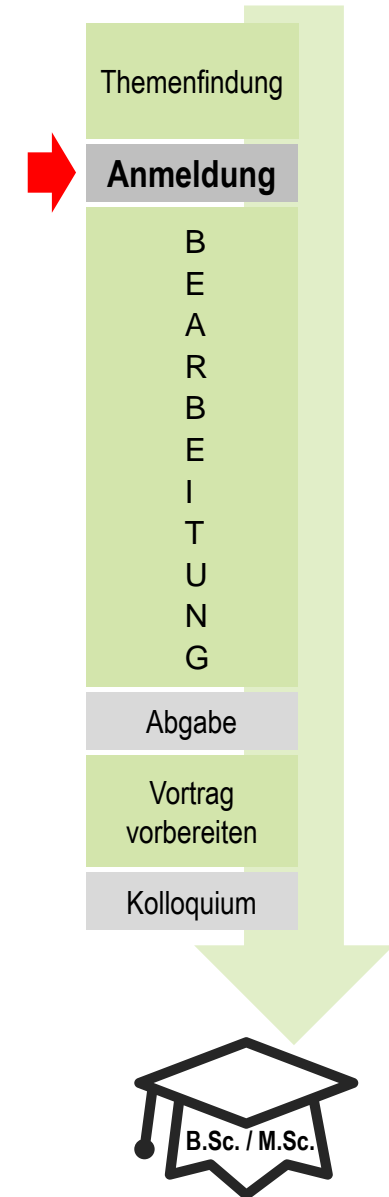 Themenfindung
Anmeldung
B
E
A
R
B
E
I
T
U
N
G
Abgabe
Vortrag
vorbereiten
Kolloquium
B.Sc. / M.Sc.